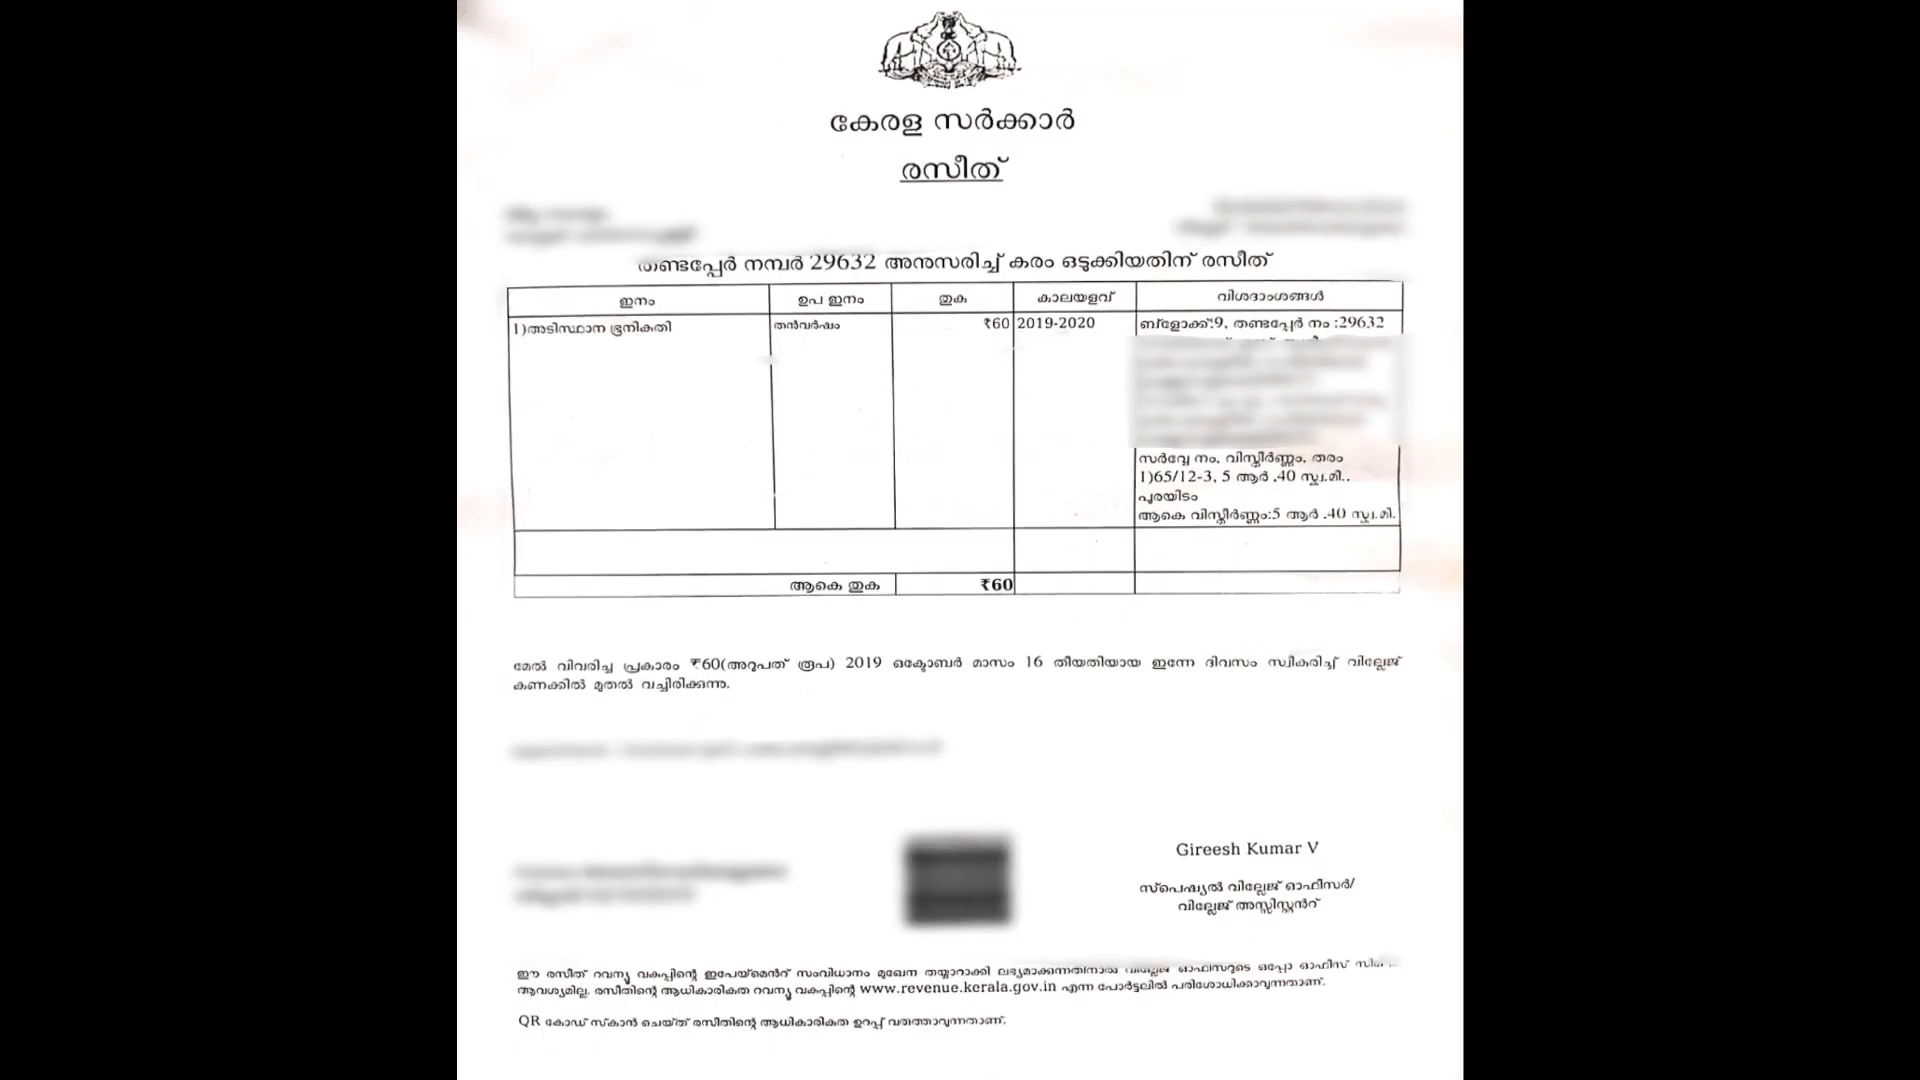 കേരള സർക്കാർ
രസീത്
തണ്ടപ്പേർ നമ്പർ 29632 അനുസരിച്ച് കരം ഒടുക്കിയതിന് രസീത്
ഇനം ഉപ ഇനം തുക കാലയളവ് വിശദാംശങ്ങൾ
1)അടിസ്ഥാന ഭൂനികുതി തൻവർഷം ₹60 2019-2020 ബ്ളോക്ക്:9, തണ്ടപ്പേർ നം :29632
സർവ്വേ നം, വിസ്തീർണ്ണം, തരം
1)65/12-3, 5 ആർ .40 സ്ക്വ.മി..
പുരയിടം
ആകെ വിസ്തീർണ്ണം:5 ആർ .40 സ്ക്വ.മി.
ആകെ തുക ₹60
മേൽ വിവരിച്ച പ്രകാരം ₹60(അറുപത് രൂപ) 2019 ഒക്ടോബർ മാസം 16 തീയതിയായ ഇന്നേ ദിവസം സ്വീകരിച്ച് വില്ലേജ്
കണക്കിൽ മുതൽ വച്ചിരിക്കുന്നു.
Gireesh Kumar V
സ്പെഷ്യൽ വില്ലേജ് ഓഫീസർ/
വില്ലേജ് അസ്സിസ്റ്റൻറ്
ഈ രസീത് റവന്യൂ വകുപ്പിന്റെ ഇപേയ്മെൻറ് സംവിധാനം മുഖേന തയ്യാറാക്കി ലഭ്യമാക്കുന്നതിനാൽ വില്ലേജ് ഓഫീസറുടെ ഒപ്പോ ഓഫീസ്
ആവശ്യമില്ല. രസീതിന്റെ ആധികാരികത റവന്യൂ വകുപ്പിന്റെ www.revenue.kerala.gov.in എന്ന പോർട്ടലിൽ പരിശോധിക്കാവുന്നതാണ്.
QR കോഡ് സ്കാൻ ചെയ്ത് രസീതിന്റെ ആധികാരികത ഉറപ്പ് വരുത്താവുന്നതാണ്.